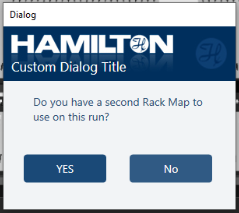 Dialog
HAMILTON
Custom Dialog Title
Do you have a second Rack Map to
use on this run?
YES
No